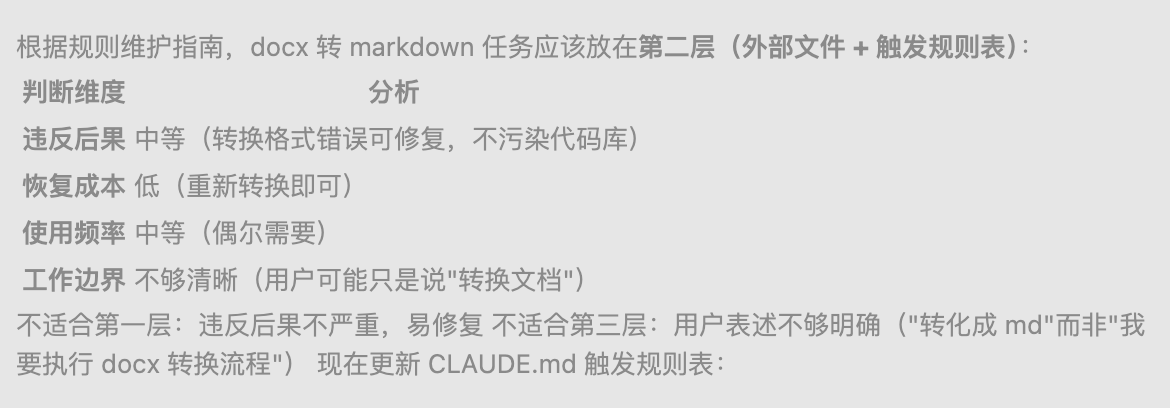 根据规则维护指南，docx 转 markdown 任务应该放在第二层（外部文件 + 触发规则表）：
判断维度 分析
违反后果 中等（转换格式错误可修复，不污染代码库）
恢复成本 低（重新转换即可）
使用频率 中等（偶尔需要）
工作边界 不够清晰（用户可能只是说"转换文档"）
不适合第一层：违反后果不严重，易修复 不适合第三层：用户表述不够明确（"转化成 md"而非"我
要执行 docx 转换流程"） 现在更新 CLAUDE.md 触发规则表：